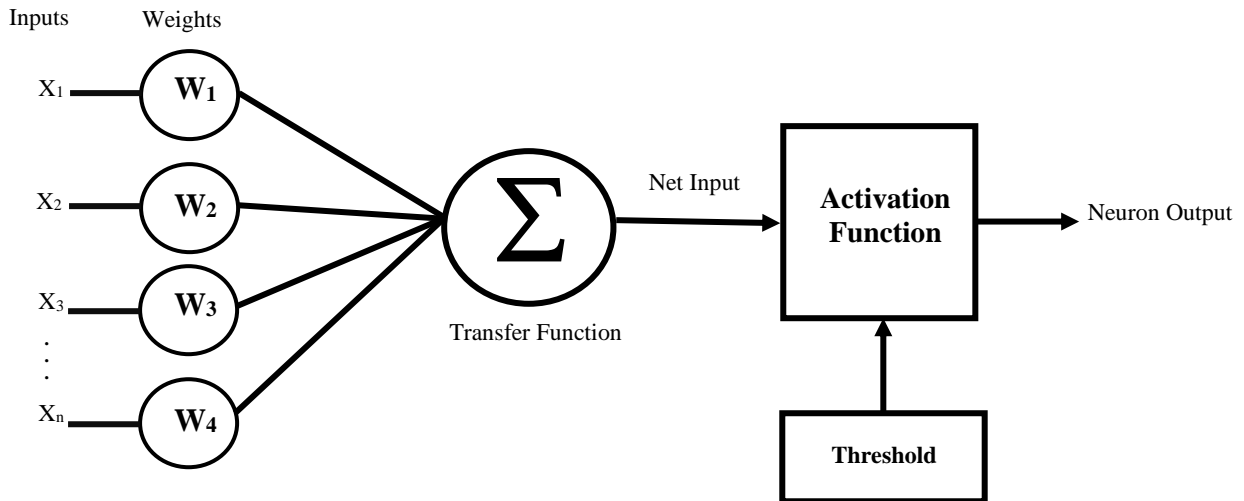 Inputs
Weights
X1
W1
X2
W2
X3
W3
.
.
.
Xn
W4
Σ
Transfer Function
Net Input
Activation
Function
Neuron Output
Threshold